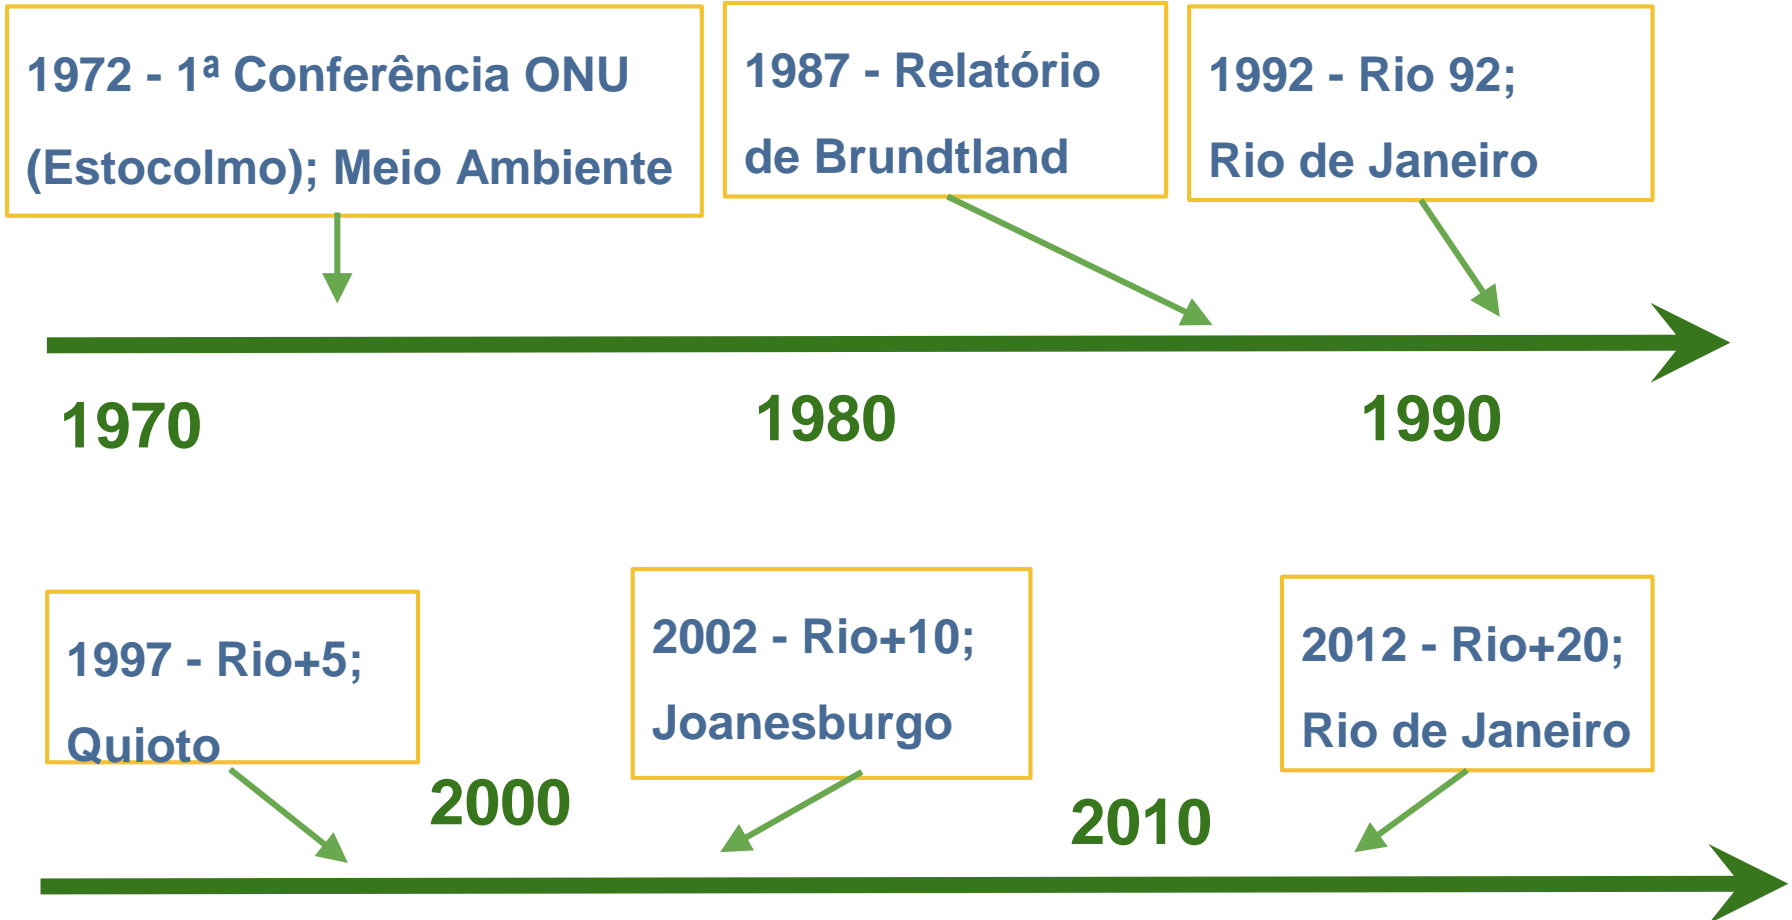 1972 - 1ª Conferência ONU
(Estocolmo); Meio Ambiente
1987 - Relatório
de Brundtland
1992 - Rio 92;
Rio de Janeiro
1970
1980
1990
1997 - Rio+5;
Quioto
2002 - Rio+10;
Joanesburgo
2012 - Rio+20;
Rio de Janeiro
2000
2010